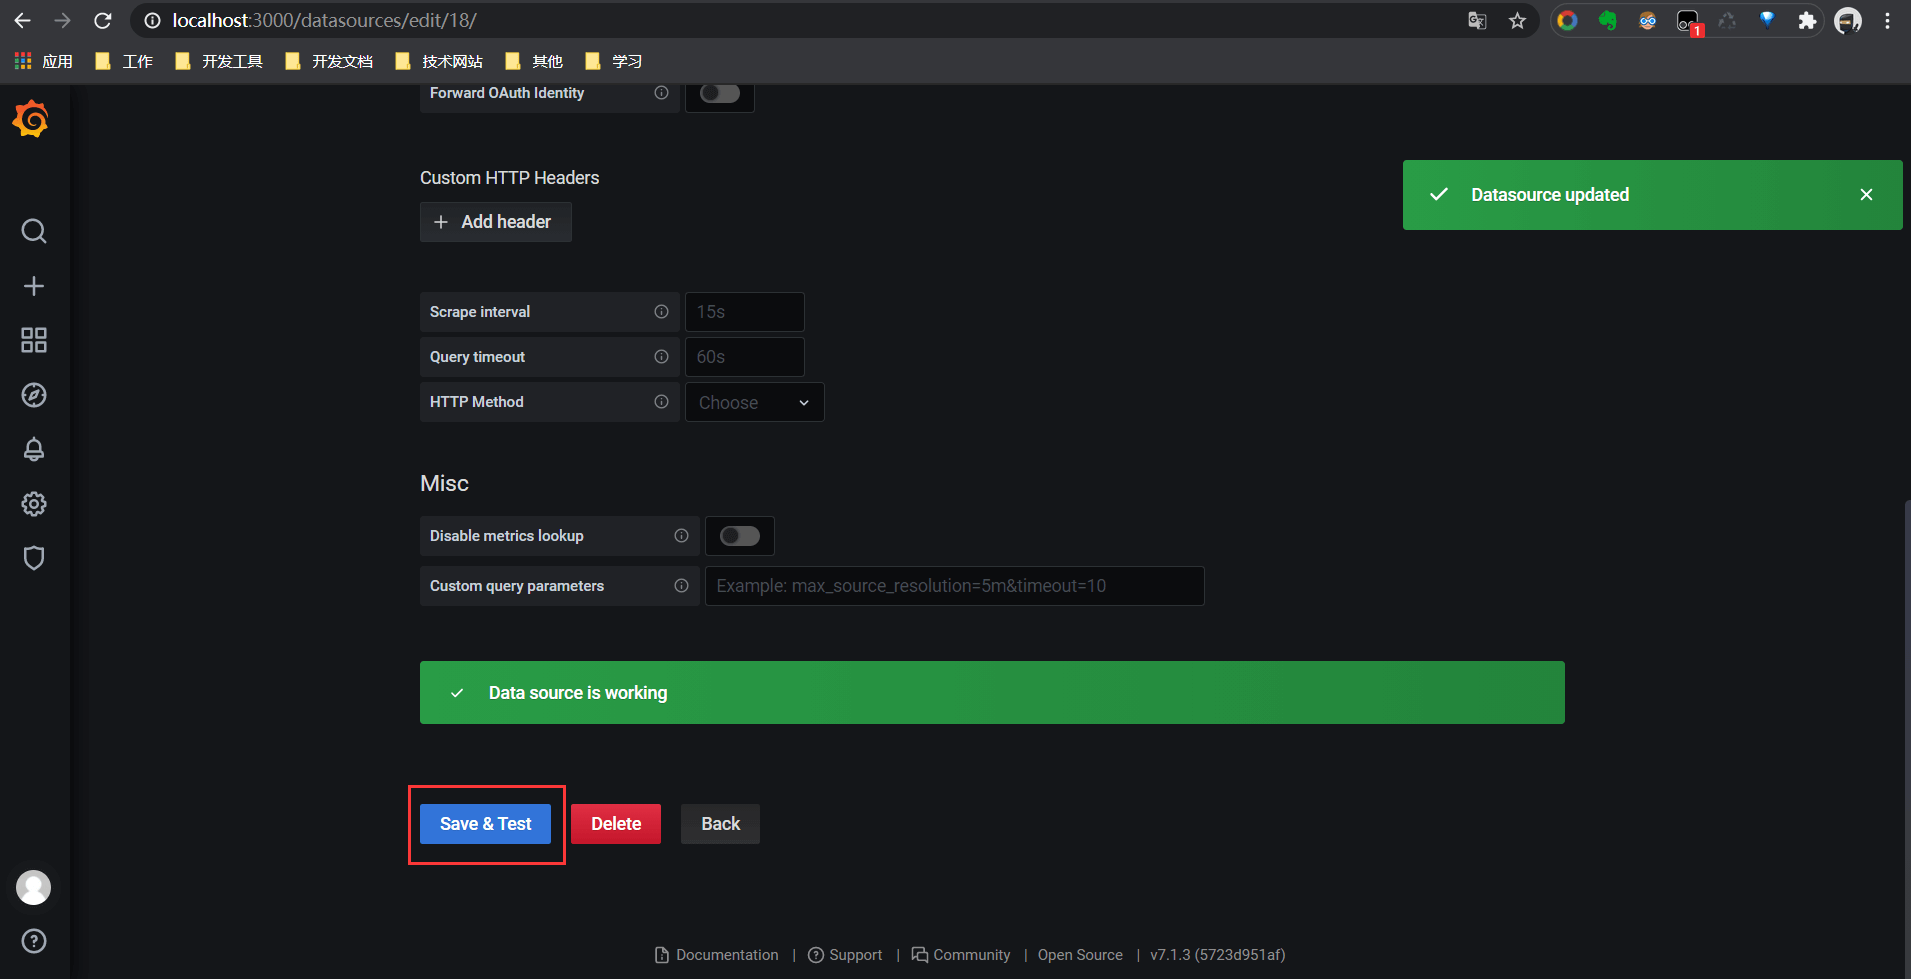 localhost:3000/datasources/edit/18/
1
应用 工作 开发工具 开发文档 技术网站 其他 学习
Forward OAuth Identity
Custom HTTP Headers
+ Add header
Datasource updated
Scrape interval 15s
Query timeout 60s
HTTP Method Choose
Misc
Disable metrics lookup
Custom query parameters Example: max_source_resolution=5m&timeout=10
Data source is working
Save & Test Delete Back
Documentation | Support | Community | Open Source | v7.1.3 (5723d951af)